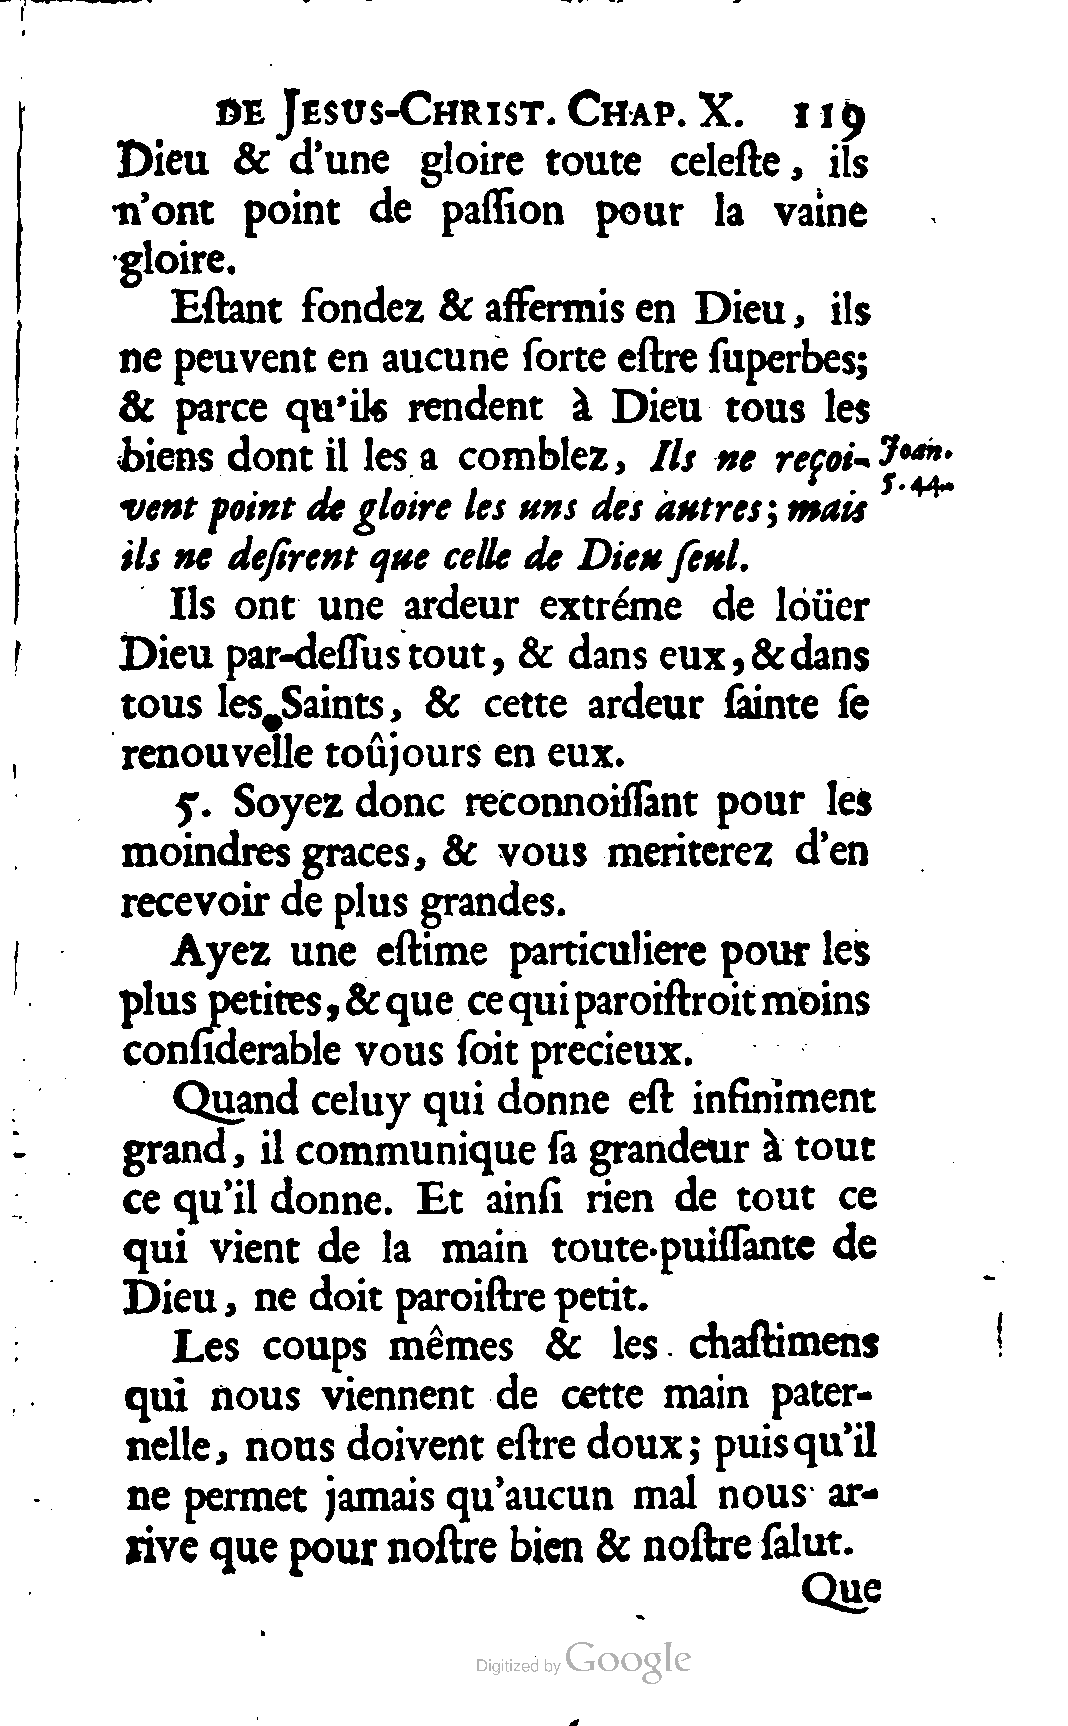 DE JESUS-CHRIST. CHAP. X. 119
Dieu & d'une gloire toute celeſte, ils
n'ont point de paſſion pour la vaine
gloire.
Eſtant fondez & affermis en Dieu, ils
ne peuvent en aucune ſorte eſtre ſuperbes;
& parce qu'ils rendent à Dieu tous les
biens dont il les a comblez, Ils ne reçoi-
Joan.
5.44.
vent point de gloire les uns des autres; mais
ils ne deſirent que celle de Dieu ſeul.
Ils ont une ardeur extréme de loüer
Dieu par-deſſus tout, & dans eux, & dans
tous les Saints, & cette ardeur ſainte ſe
renouvelle toûjours en eux.
5. Soyez donc reconnoiſſant pour les
moindres graces, & vous meriterez d'en
recevoir de plus grandes.
Ayez une eſtime particuliere pour les
plus petites, & que ce qui paroiſtroit moins
conſiderable vous ſoit precieux.
Quand celuy qui donne eſt infiniment
grand, il communique ſa grandeur à tout
ce qu'il donne. Et ainſi rien de tout ce
qui vient de la main toute-puiſſante de
Dieu, ne doit paroiſtre petit.
Les coups mêmes & les chaſtimens
qui nous viennent de cette main pater-
nelle, nous doivent eſtre doux; puisqu'il
ne permet jamais qu'aucun mal nous ar-
rive que pour noſtre bien & noſtre ſalut.
Que
Digitized by Google